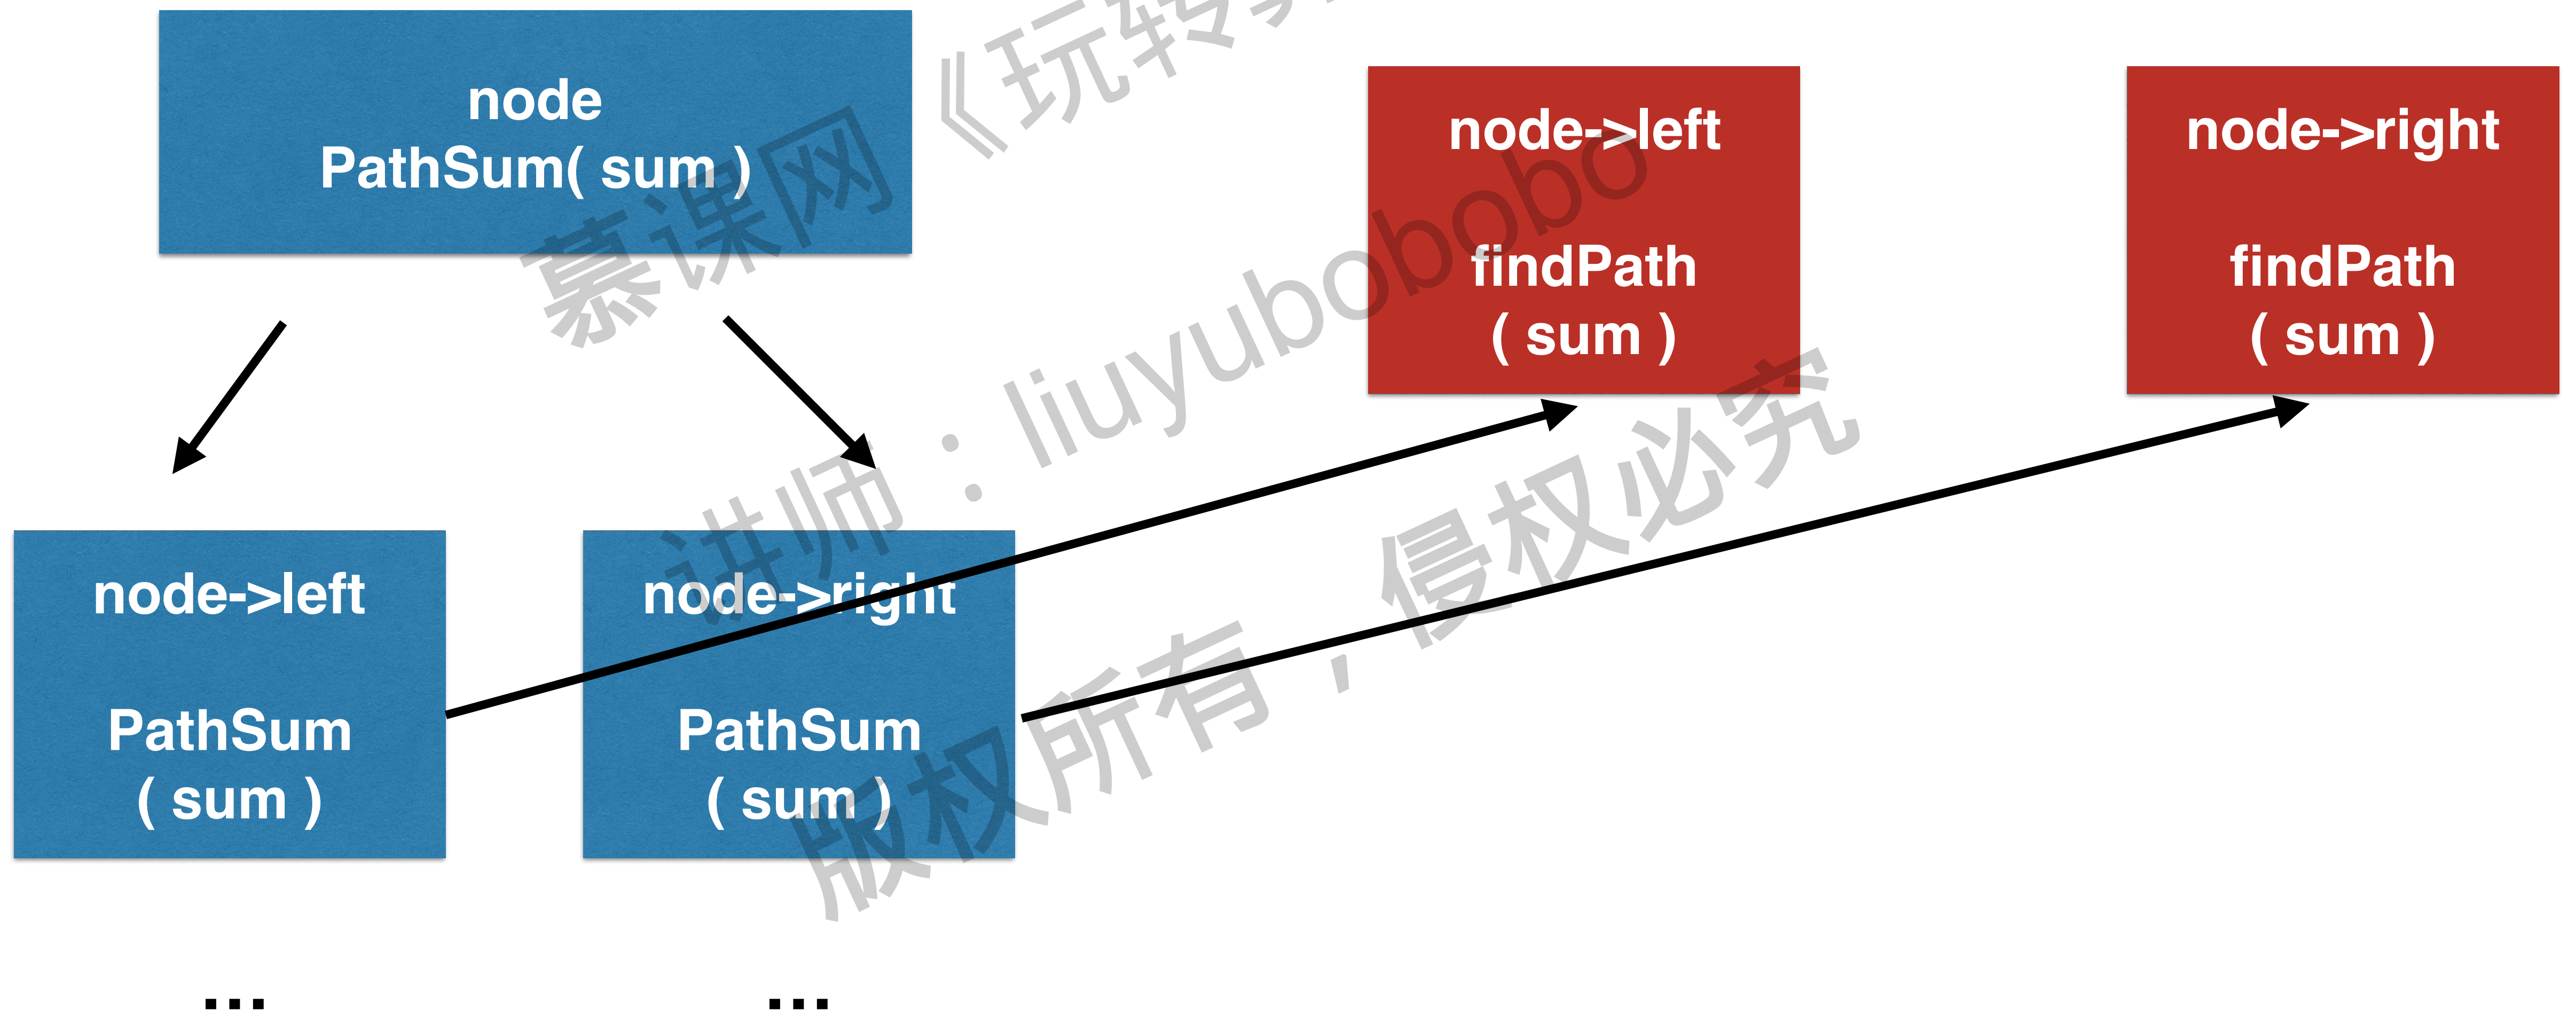 node
PathSum( sum )
node->left
findPath
( sum )
node->right
findPath
( sum )
node->left
PathSum
( sum )
node->right
PathSum
( sum )
...
...
慕课网《玩转
讲师：liuyubobobo
版权所有，侵权必究